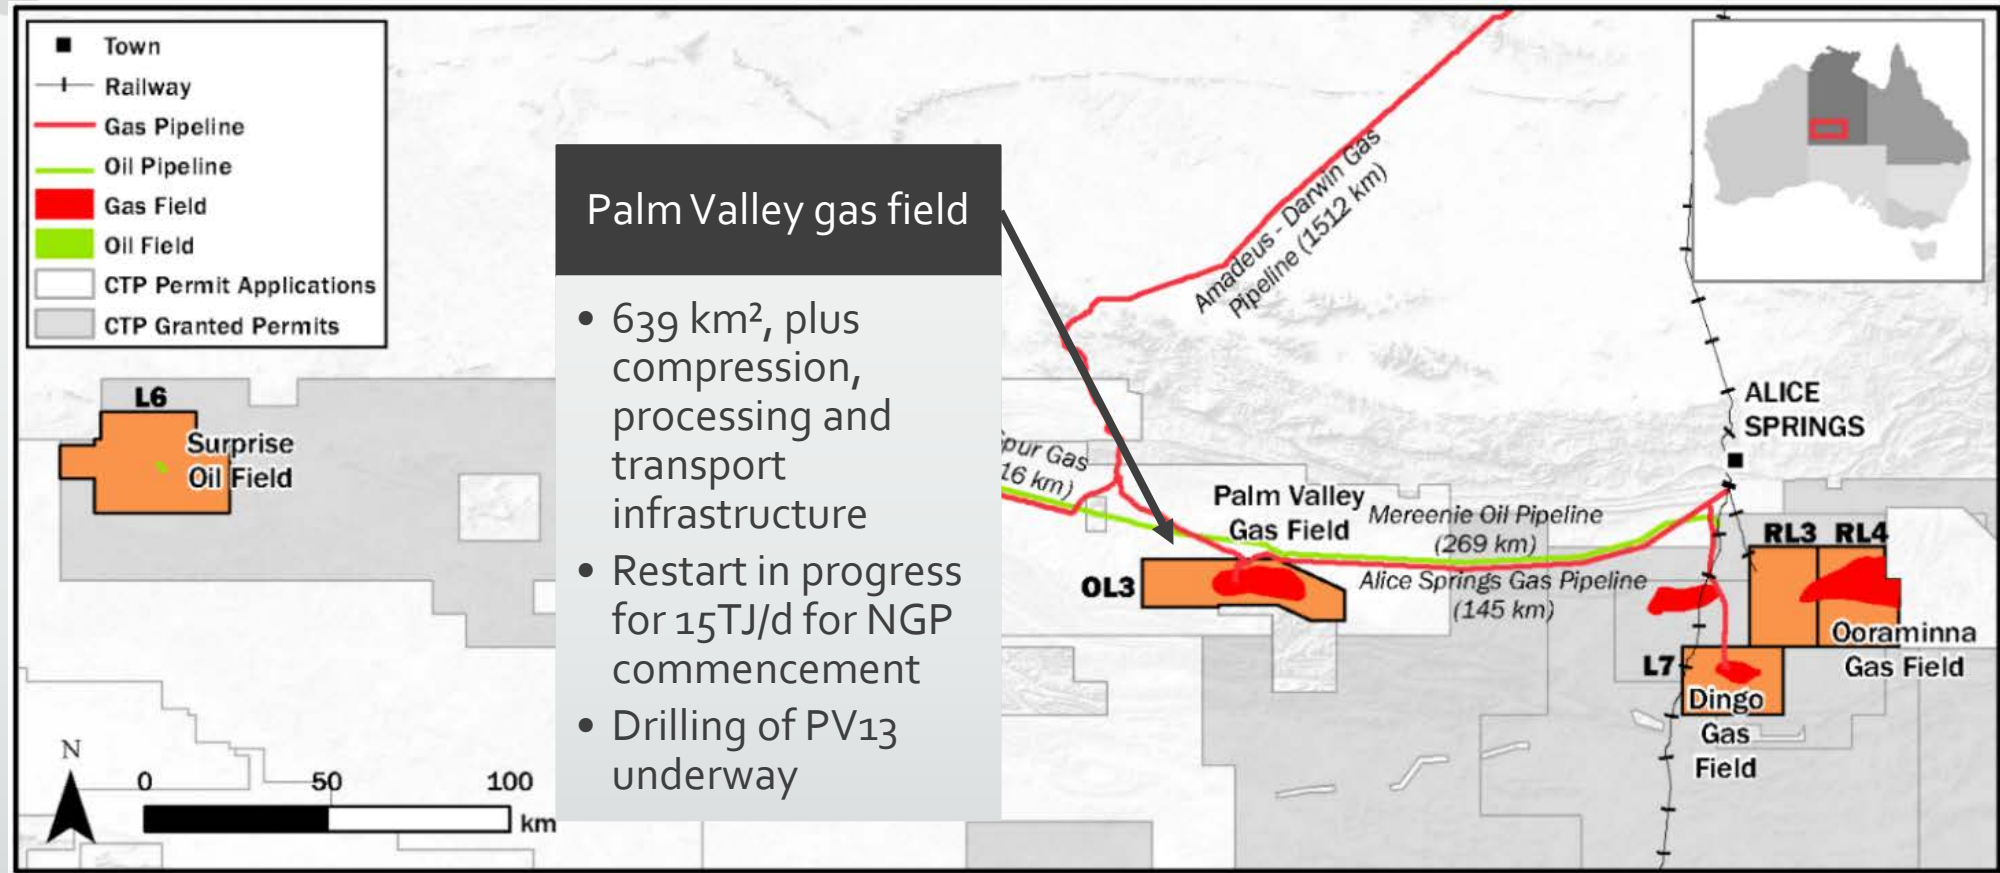 Town
Railway
Gas Pipeline
Oil Pipeline
Gas Field
Oil Field
CTP Permit Applications
CTP Granted Permits
Palm Valley gas field
• 639 km², plus
compression,
processing and
transport
infrastructure
• Restart in progress
for 15TJ/d for NGP
commencement
• Drilling of PV13
underway
Amadeus - Darwin Gas
Pipeline (1512 km)
L6
Surprise
Oil Field
ALICE
SPRINGS
Gas
km)
Palm Valley
Gas Field
Mereenie Oil Pipeline
(269 km)
Alice Springs Gas Pipeline
(145 km)
OL3
RL3 RL4
Ooraminna
Gas Field
L7
Dingo
Gas
Field
N
0 50 100
km